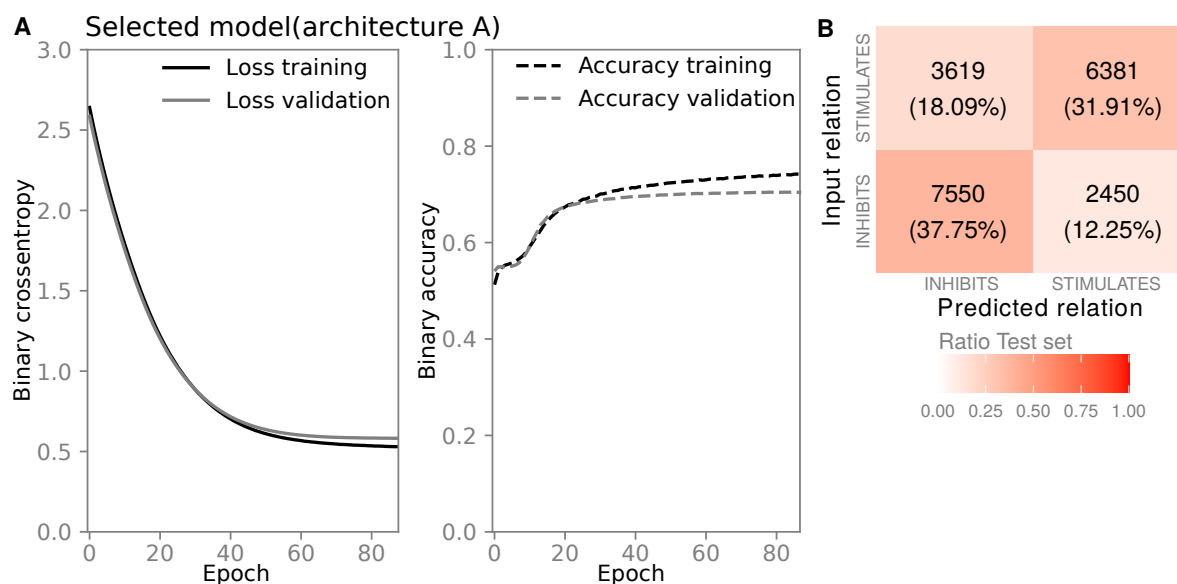 A
Selected model(architecture A)
3.0
2.5
2.0
1.5
1.0
0.5
0.0
Binary crossentropy
Loss training
Loss validation
0 20 40 60 80
Epoch
1.0
0.8
0.6
0.4
0.2
0.0
Binary accuracy
Accuracy training
Accuracy validation
0 20 40 60 80
Epoch
B
Input relation
STIMULATES
INHIBITS
3619 6381
(18.09%) (31.91%)
7550 2450
(37.75%) (12.25%)
INHIBITS STIMULATES
Predicted relation
Ratio Test set
0.00 0.25 0.50 0.75 1.00